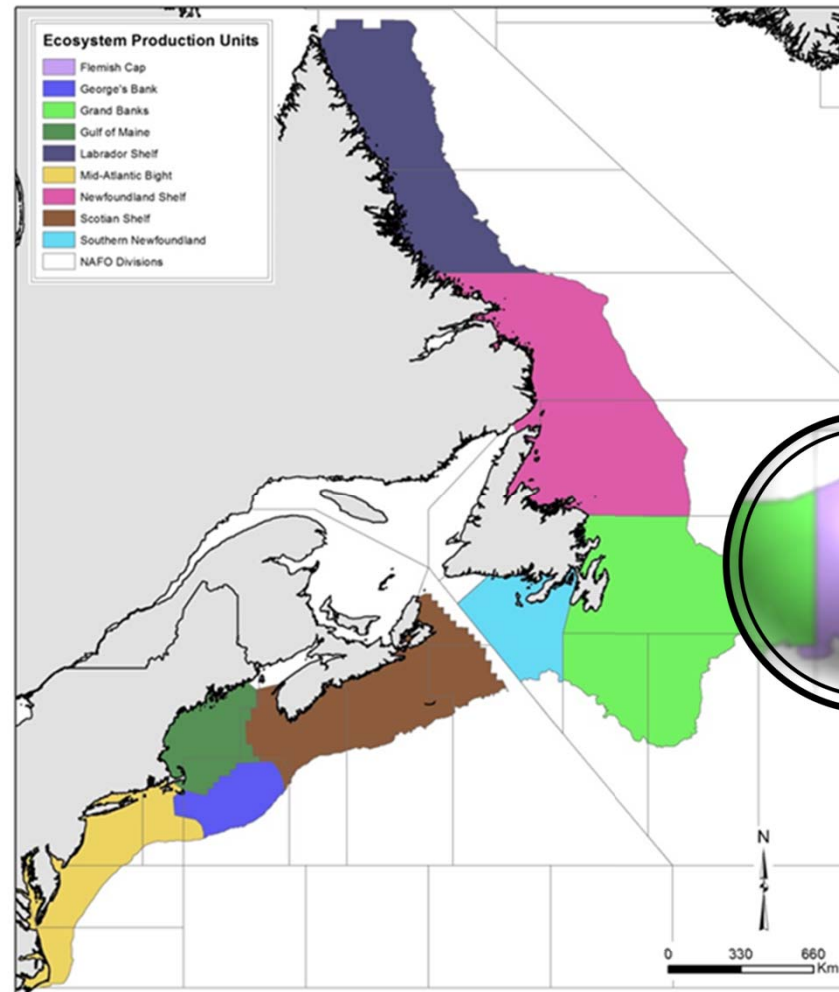 Ecosystem Production Units
Flemish Cap
George's Bank
Grand Banks
Gulf of Maine
Labrador Shelf
Mid-Atlantic Bight
Newfoundland Shelf
Scotian Shelf
Southern Newfoundland
NAFO Divisions
N
0 330 660
Km